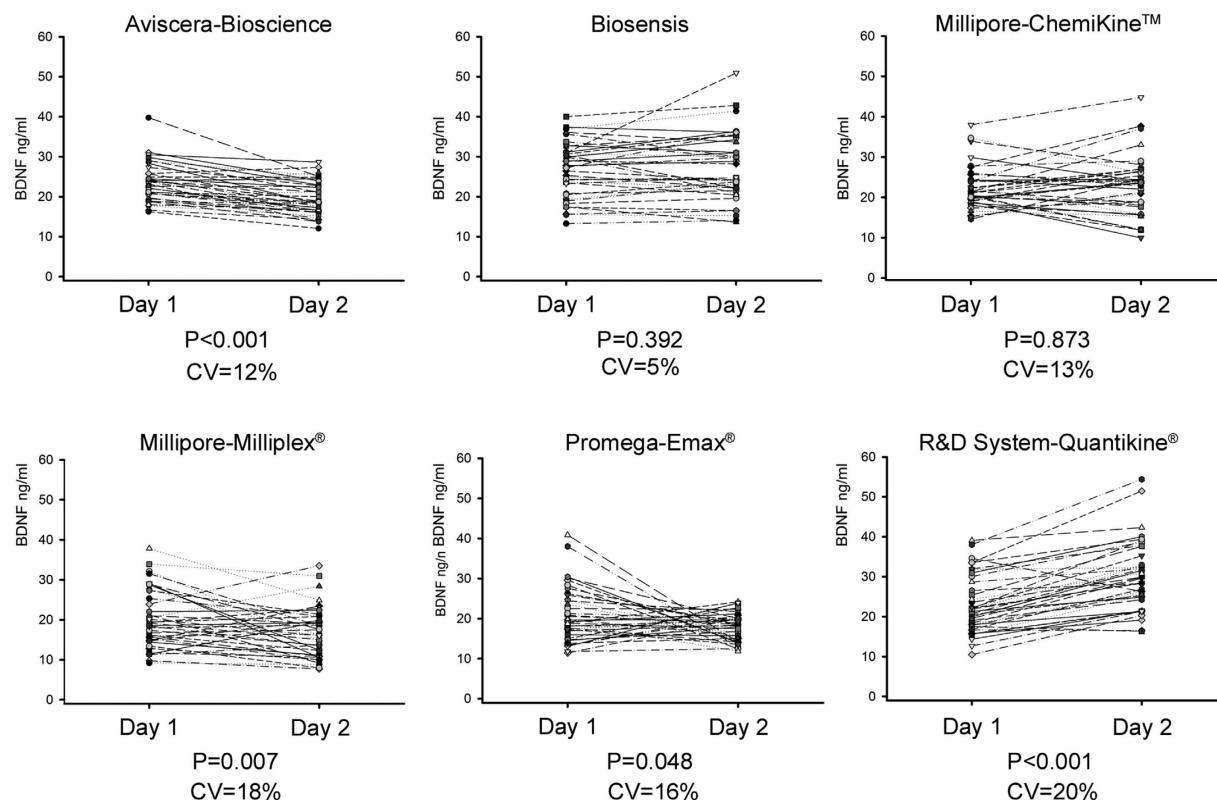 Aviscera-Bioscience
60
50
40
30
20
10
0
BDNF ng/ml
Day 1
Day 2
P<0.001
CV=12%
Biosensis
60
50
40
30
20
10
0
BDNF ng/ml
Day 1
Day 2
P=0.392
CV=5%
Millipore-ChemiKine™
60
50
40
30
20
10
0
BDNF ng/ml
Day 1
Day 2
P=0.873
CV=13%
Millipore-Milliplex®
60
50
40
30
20
10
0
BDNF ng/ml
Day 1
Day 2
P=0.007
CV=18%
Promega-Emax®
60
50
40
30
20
10
0
BDNF ng/n BDNF ng/ml
Day 1
Day 2
P=0.048
CV=16%
R&D System-Quantikine®
60
50
40
30
20
10
0
BDNF ng/ml
Day 1
Day 2
P<0.001
CV=20%